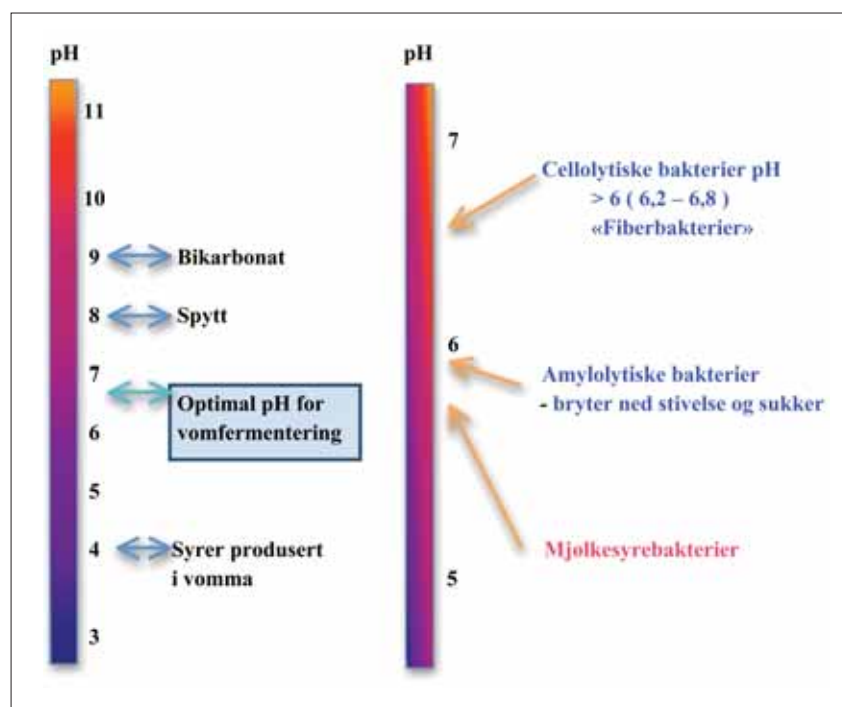 pH
11
10
9
Bikarbonat
8
Spytt
7
Optimal pH for
vomfermentering
6
5
4
Syrer produsert
i vomma
3
pH
7
Cellolytiske bakterier pH
> 6 ( 6,2 – 6,8 )
«Fiberbakterier»
6
Amylolytiske bakterier
- bryter ned stivelse og sukker
Mjølkesyrebakterier
5